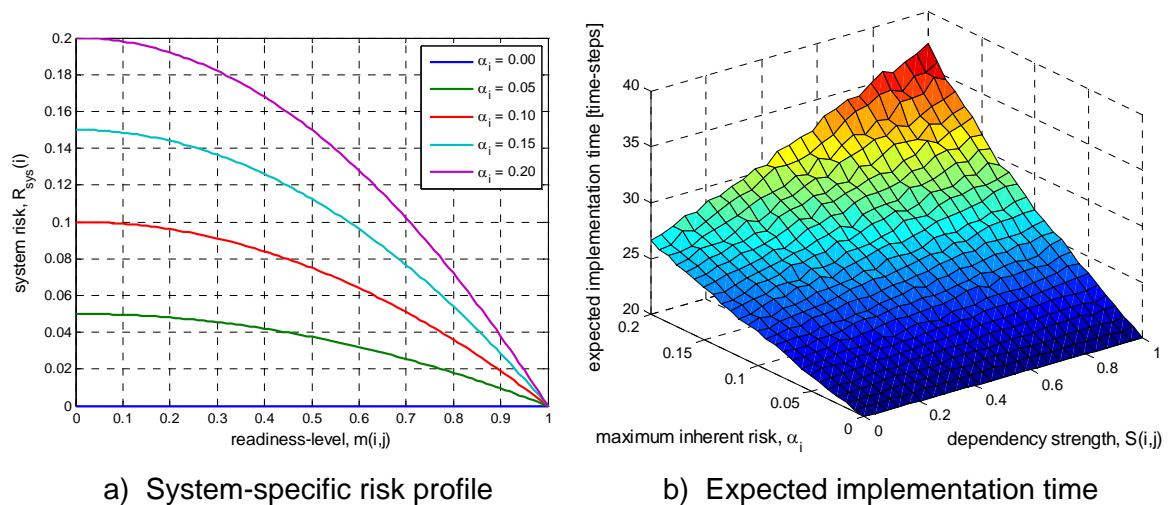 0.2
0.18
0.16
0.14
0.12
0.1
0.08
0.06
0.04
0.02
0
system risk, R_sys(i)
0 0.1 0.2 0.3 0.4 0.5 0.6 0.7 0.8 0.9 1
readiness-level, m(i,j)
α_i = 0.00
α_i = 0.05
α_i = 0.10
α_i = 0.15
α_i = 0.20
a) System-specific risk profile
expected implementation time [time-steps]
40
35
30
25
20
0.2
0.15
0.1
0.05
0
maximum inherent risk, α_i
0
0.2
0.4
0.6
0.8
1
dependency strength, S(i,j)
b) Expected implementation time